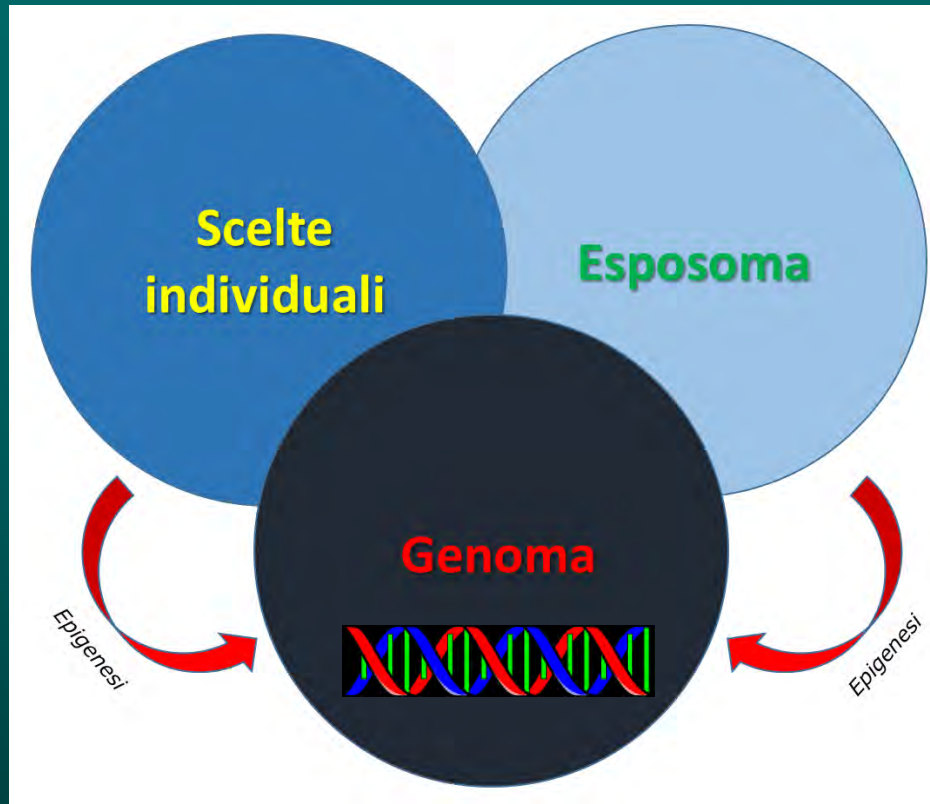 Scelte
individuali
Esposoma
Genoma
Epigenesi
Epigenesi